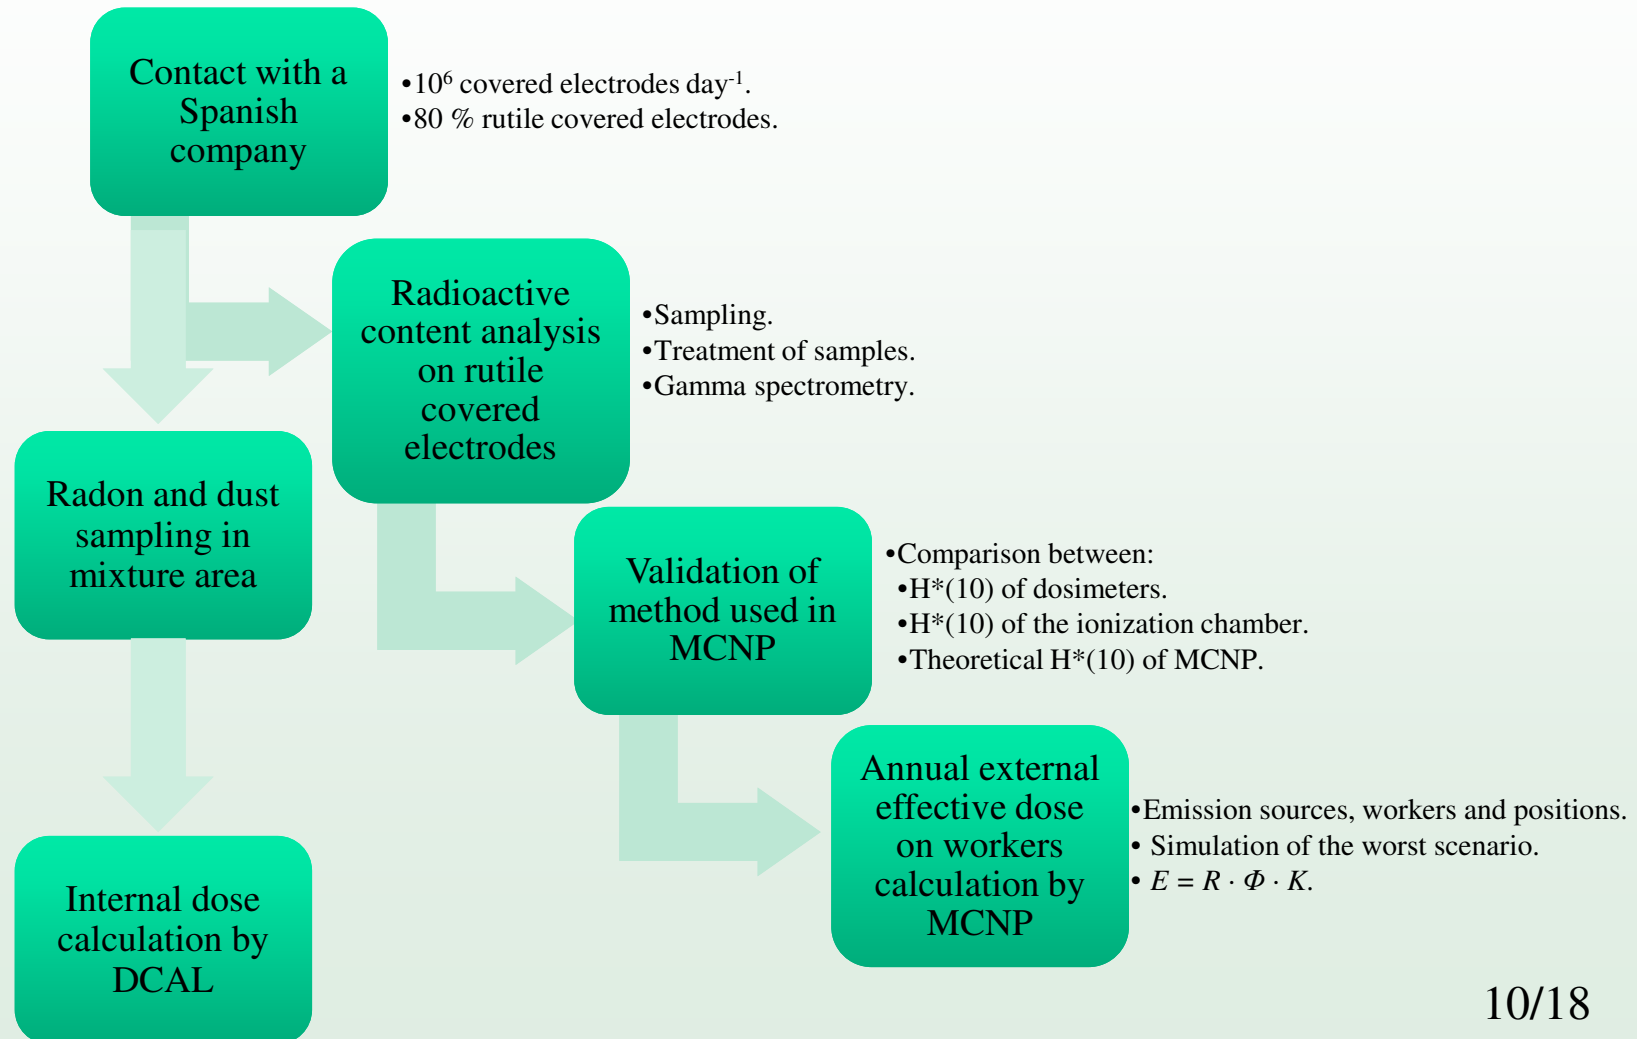 Contact with a
Spanish
company
•10⁶ covered electrodes day⁻¹.
•80 % rutile covered electrodes.
Radioactive
content analysis
on rutile
covered
electrodes
•Sampling.
•Treatment of samples.
•Gamma spectrometry.
Radon and dust
sampling in
mixture area
Validation of
method used in
MCNP
•Comparison between:
•H*(10) of dosimeters.
•H*(10) of the ionization chamber.
•Theoretical H*(10) of MCNP.
Annual external
effective dose
on workers
calculation by
MCNP
•Emission sources, workers and positions.
• Simulation of the worst scenario.
• E = R · Φ · K.
Internal dose
calculation by
DCAL
10/18